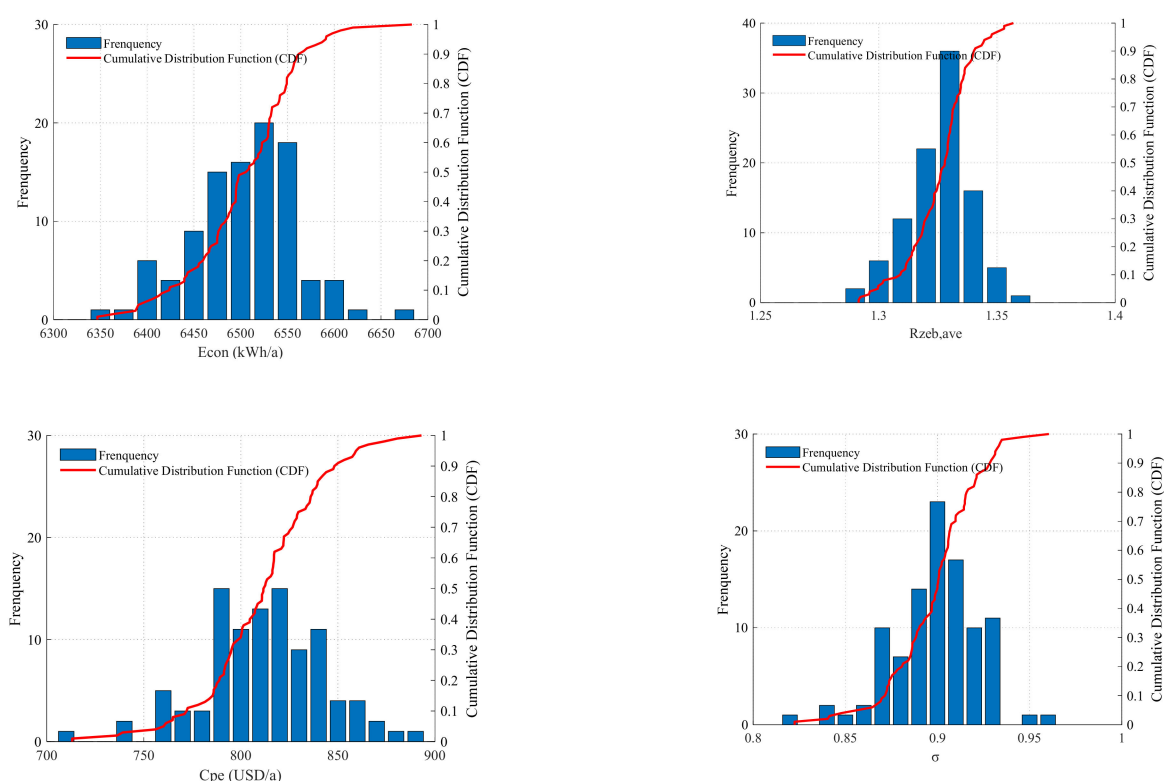 30
20
10
0
Frenquency
Frenquency
Cumulative Distribution Function (CDF)
1
0.9
0.8
0.7
0.6
0.5
0.4
0.3
0.2
0.1
0
Cumulative Distribution Function (CDF)
6300 6350 6400 6450 6500 6550 6600 6650 6700
Econ (kWh/a)
40
30
20
10
0
Frenquency
Frenquency
Cumulative Distribution Function (CDF)
1
0.9
0.8
0.7
0.6
0.5
0.4
0.3
0.2
0.1
0
Cumulative Distribution Function (CDF)
1.25 1.3 1.35 1.4
Rzeb,ave
30
20
10
0
Frenquency
Frenquency
Cumulative Distribution Function (CDF)
1
0.9
0.8
0.7
0.6
0.5
0.4
0.3
0.2
0.1
0
Cumulative Distribution Function (CDF)
700 750 800 850 900
Cpe (USD/a)
30
20
10
0
Frenquency
Frenquency
Cumulative Distribution Function (CDF)
1
0.9
0.8
0.7
0.6
0.5
0.4
0.3
0.2
0.1
0
Cumulative Distribution Function (CDF)
0.8 0.85 0.9 0.95 1
σ